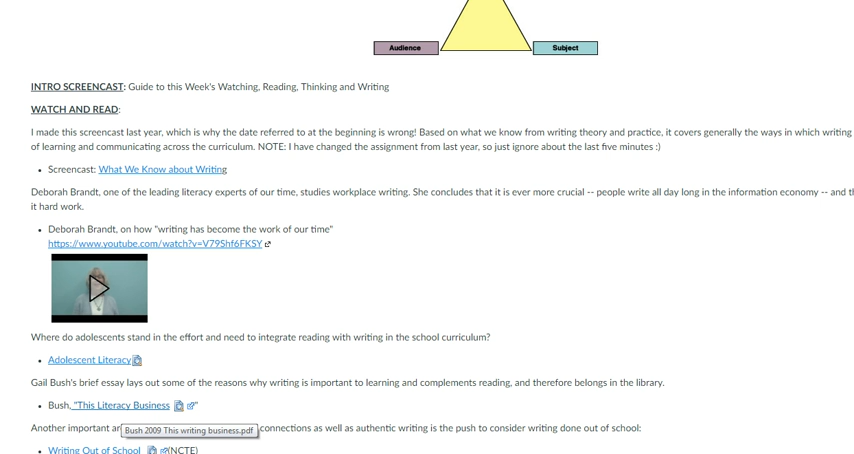 Audience
Subject
INTRO SCREENCAST: Guide to this Week's Watching, Reading, Thinking and Writing
WATCH AND READ:
I made this screencast last year, which is why the date referred to at the beginning is wrong! Based on what we know from writing theory and practice, it covers generally the ways in which writing
of learning and communicating across the curriculum. NOTE: I have changed the assignment from last year, so just ignore about the last five minutes :)
Screencast: What We Know about Writing
Deborah Brandt, one of the leading literacy experts of our time, studies workplace writing. She concludes that it is ever more crucial -- people write all day long in the information economy -- and
it hard work.
Deborah Brandt, on how "writing has become the work of our time"
https://www.youtube.com/watch?v=V79Shf6FKSY
Where do adolescents stand in the effort and need to integrate reading with writing in the school curriculum?
Adolescent Literacy
Gail Bush's brief essay lays out some of the reasons why writing is important to learning and complements reading, and therefore belongs in the library.
Bush, "This Literacy Business"
Another important
Bush 2009 This writing business.pdf
connections as well as authentic writing is the push to consider writing done out of school:
Writing Out of School (NCTE)